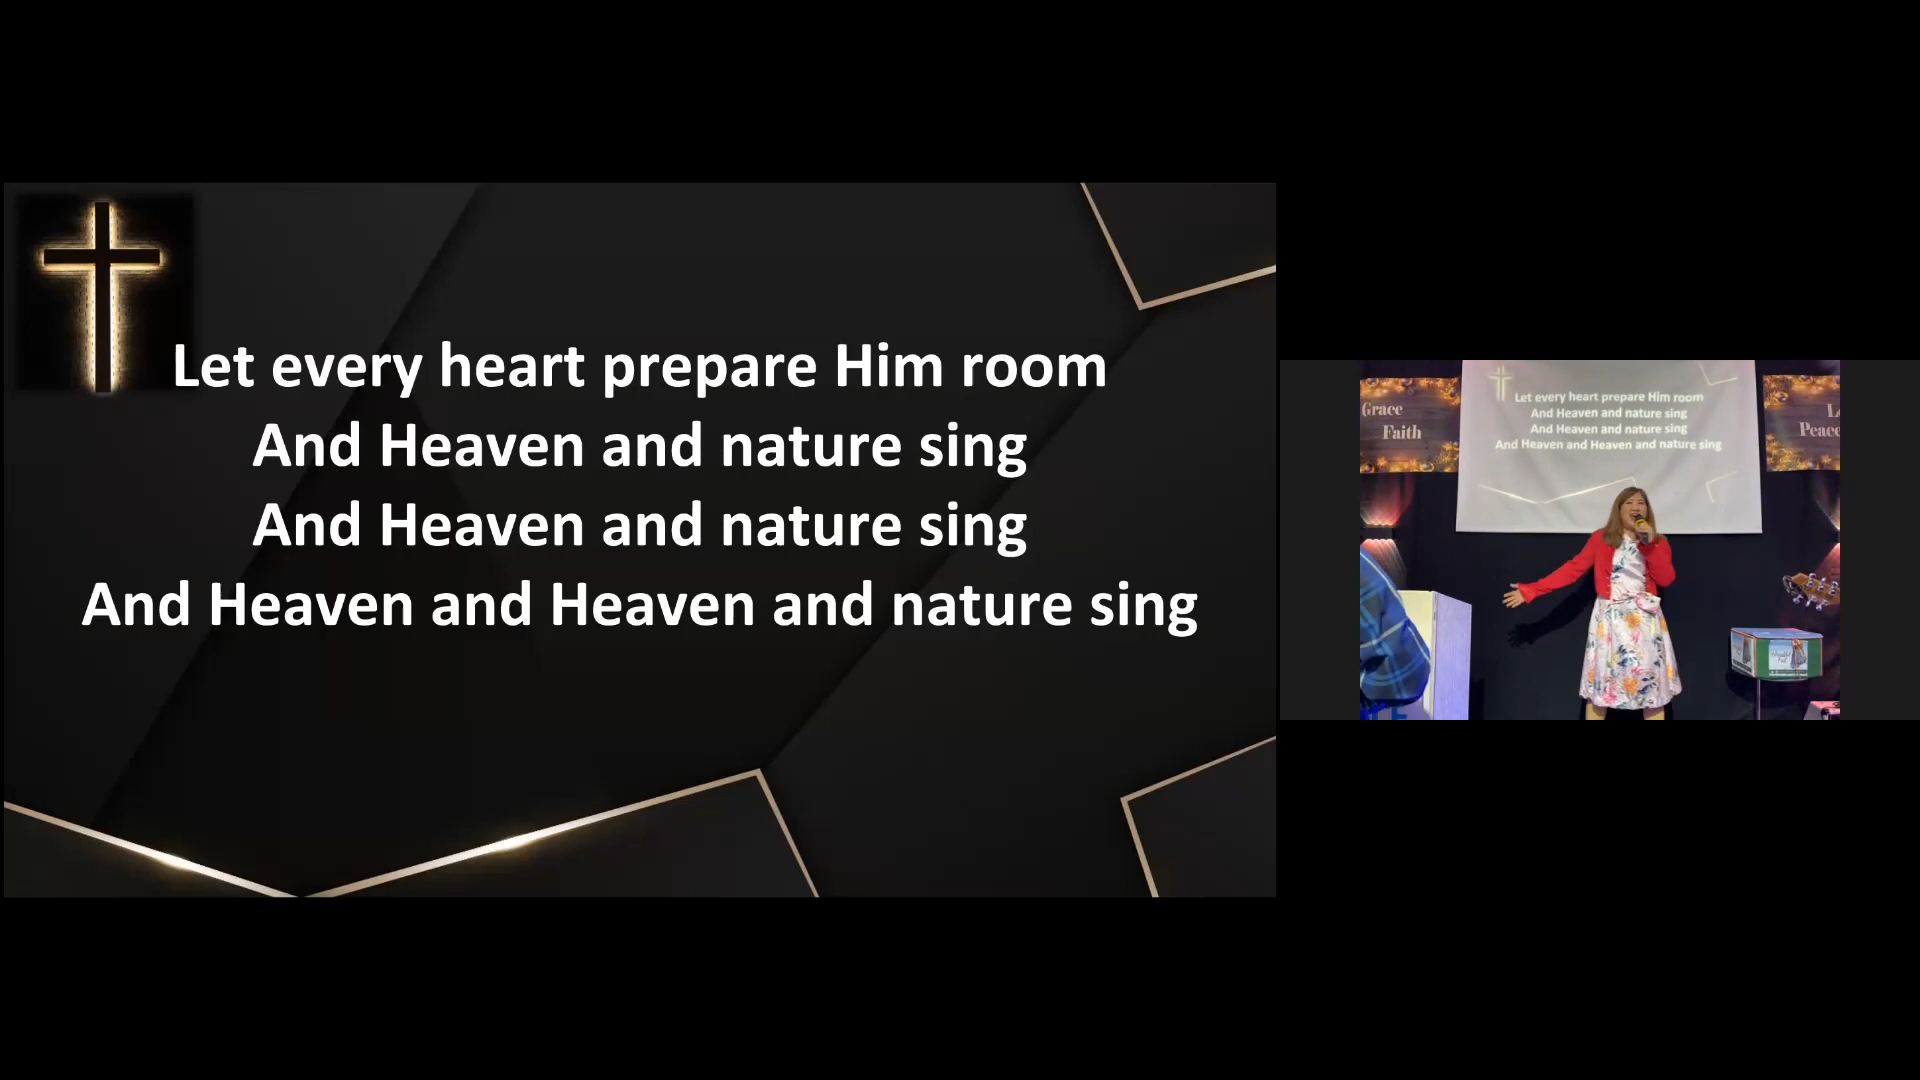 Let every heart prepare Him room
And Heaven and nature sing
And Heaven and nature sing
And Heaven and Heaven and nature sing
Grace
Faith
Let every heart prepare Him room
And Heaven and nature sing
And Heaven and nature sing
And Heaven and Heaven and nature sing
Peace